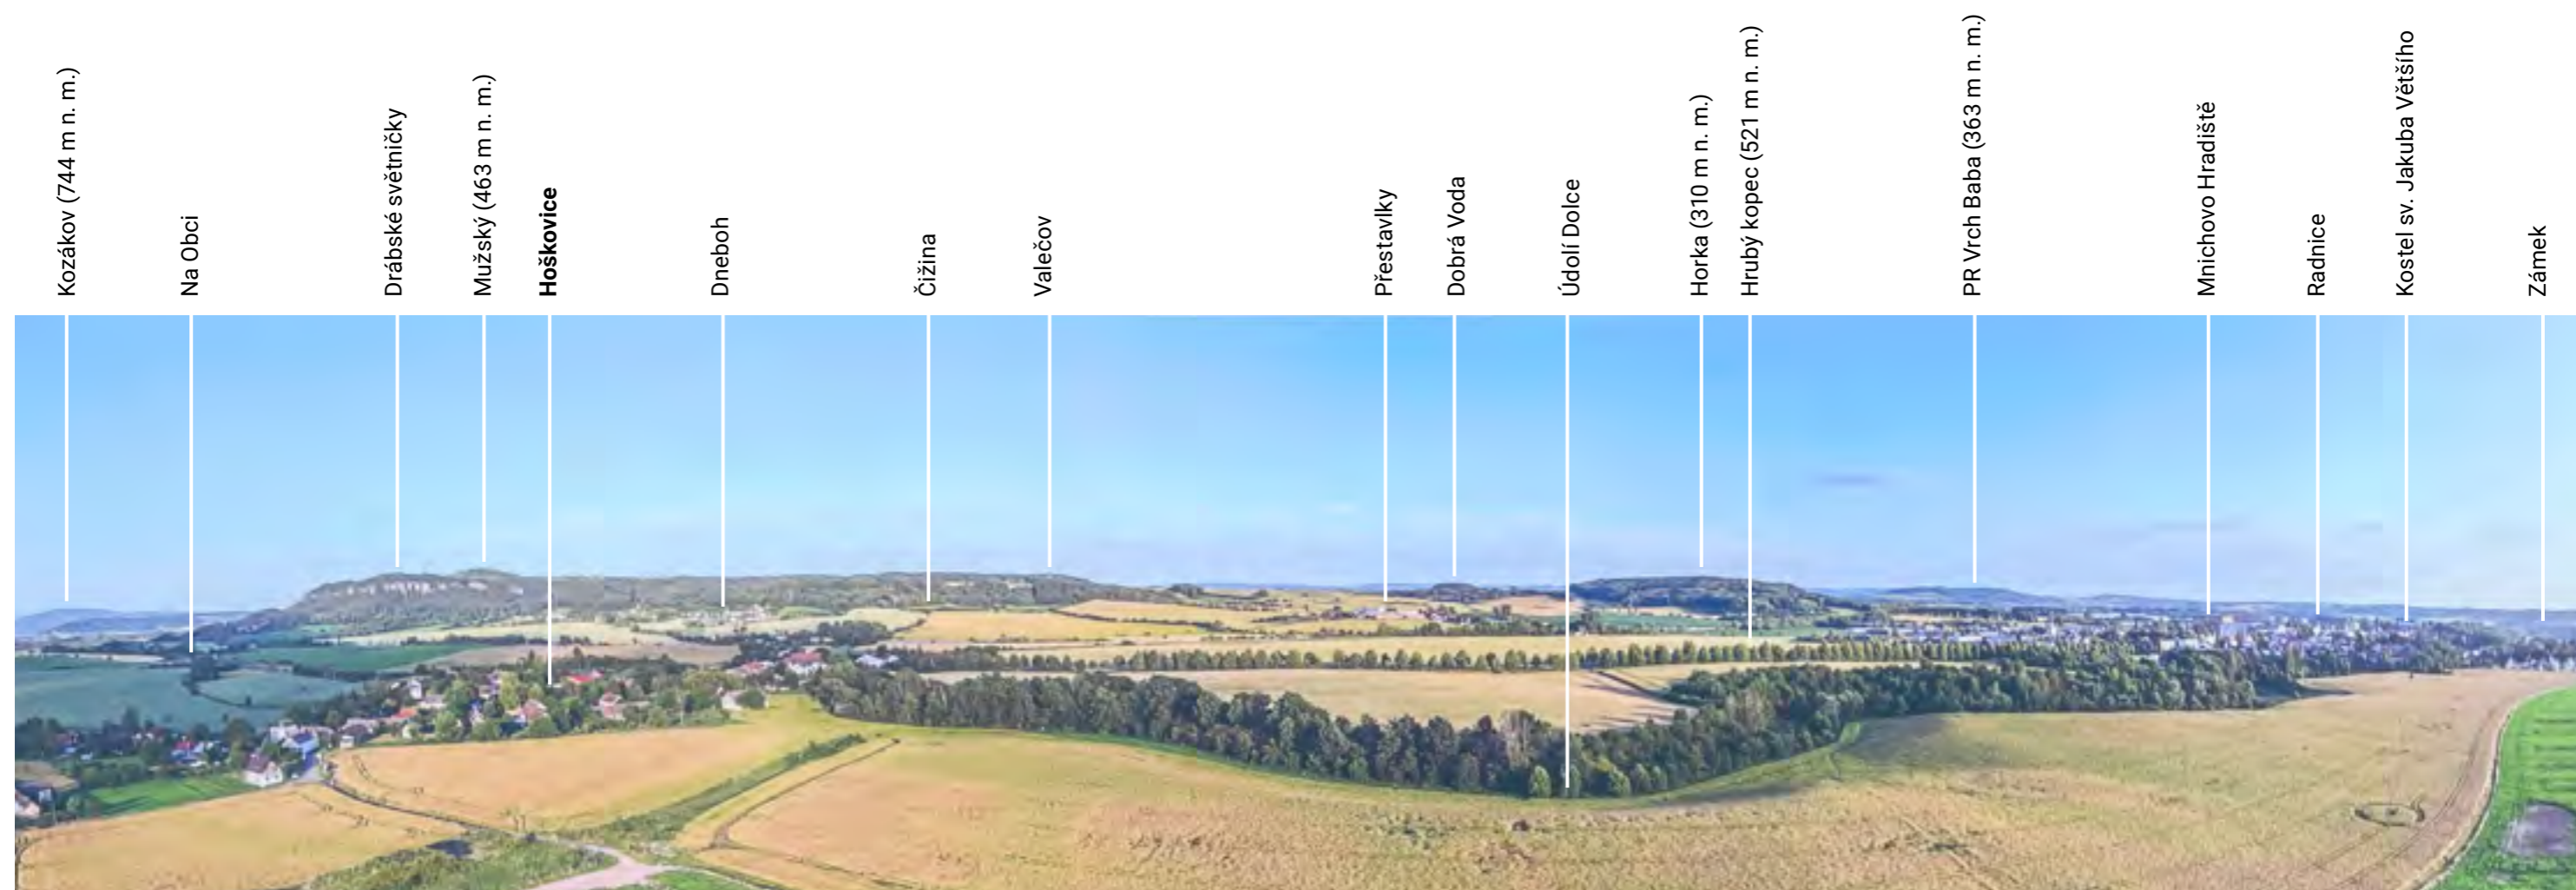 Kozákov (744 m n. m.)
Na Obci
Drábské světničky
Mužský (463 m n. m.)
Hoškovice
Dneboh
Čižina
Valečov
Přestavlky
Dobrá Voda
Údolí Dolce
Horka (310 m n. m.)
Hrubý kopec (521 m n. m.)
PR Vrch Baba (363 m n. m.)
Mnichovo Hradiště
Radnice
Kostel sv. Jakuba Většího
Zámek